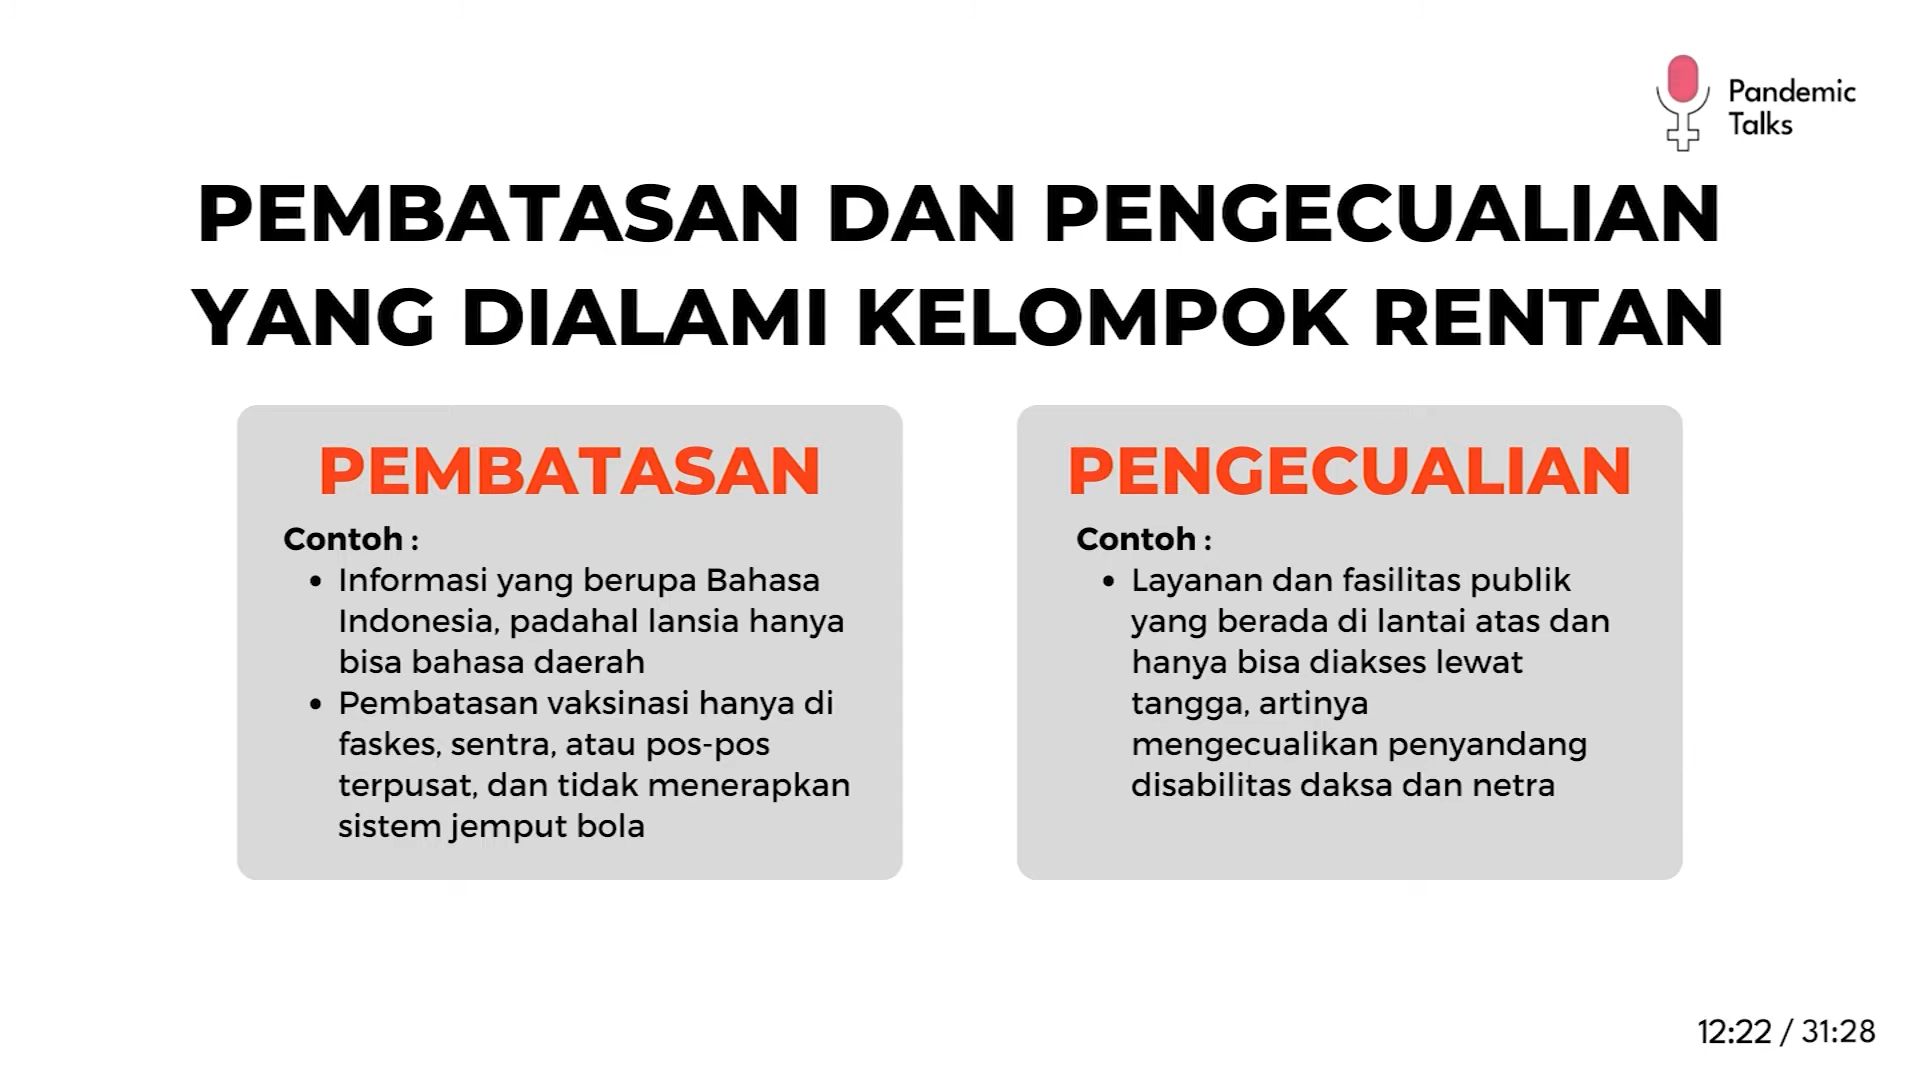 Pandemic
Talks
PEMBATASAN DAN PENGECUALIAN
YANG DIALAMI KELOMPOK RENTAN
PEMBATASAN
Contoh :
• Informasi yang berupa Bahasa
Indonesia, padahal lansia hanya
bisa bahasa daerah
• Pembatasan vaksinasi hanya di
faskes, sentra, atau pos-pos
terpusat, dan tidak menerapkan
sistem jemput bola
PENGECUALIAN
Contoh :
• Layanan dan fasilitas publik
yang berada di lantai atas dan
hanya bisa diakses lewat
tangga, artinya
mengecualikan penyandang
disabilitas daksa dan netra
12:22 / 31:28